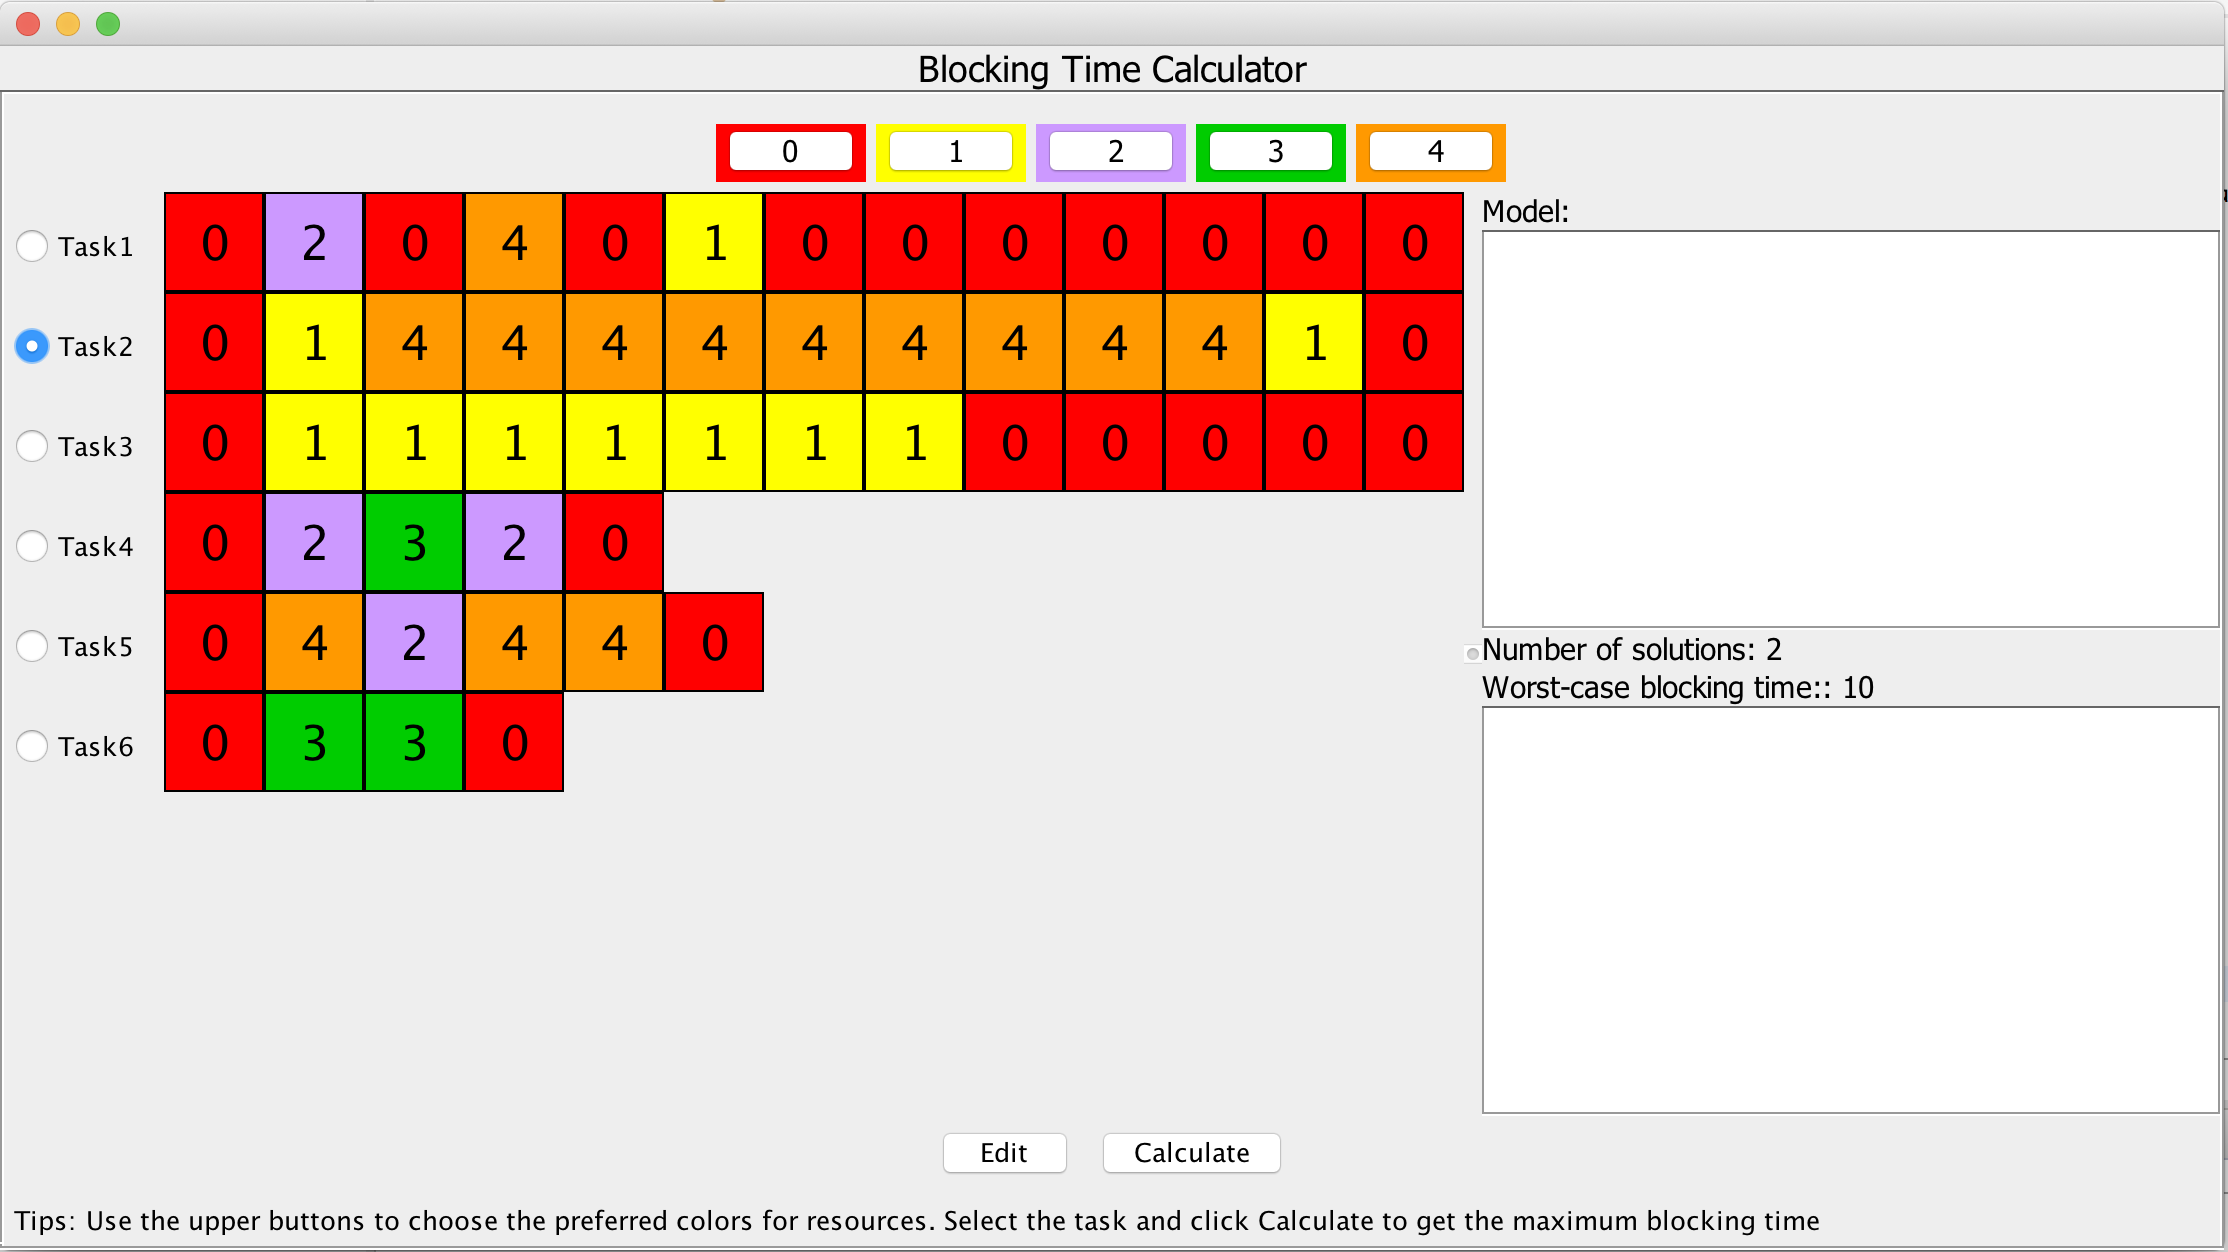 Blocking Time Calculator
0 1 2 3 4
Task1 0 2 0 4 0 1 0 0 0 0 0 0 0
Task2 0 1 4 4 4 4 4 4 4 4 4 1 0
Task3 0 1 1 1 1 1 1 1 0 0 0 0 0
Task4 0 2 3 2 0
Task5 0 4 2 4 4 0
Task6 0 3 3 0
Model:
Number of solutions: 2
Worst-case blocking time:: 10
Edit Calculate
Tips: Use the upper buttons to choose the preferred colors for resources. Select the task and click Calculate to get the maximum blocking time